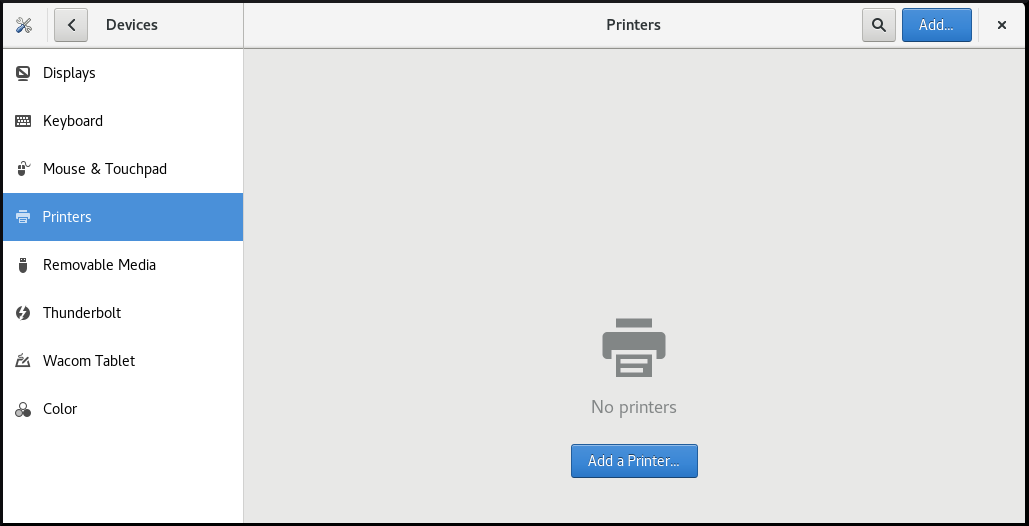 Devices
Printers
Add...
Displays
Keyboard
Mouse & Touchpad
Printers
Removable Media
Thunderbolt
Wacom Tablet
Color
No printers
Add a Printer...